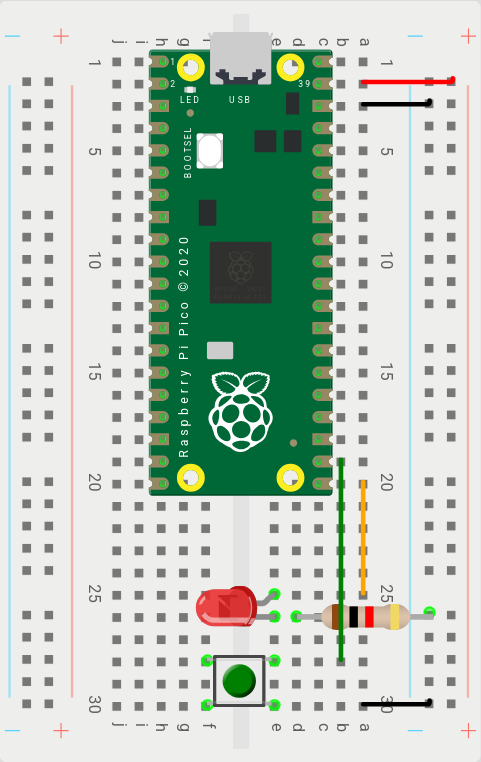 − + j i h g f e d c b a − +
1 1
1
2 39
LED USB
BOOTSEL
5 5
10 10
Raspberry Pi Pico © 2020
15 15
20 20
25 25
30 30
− + j i h g f e d c b a − +